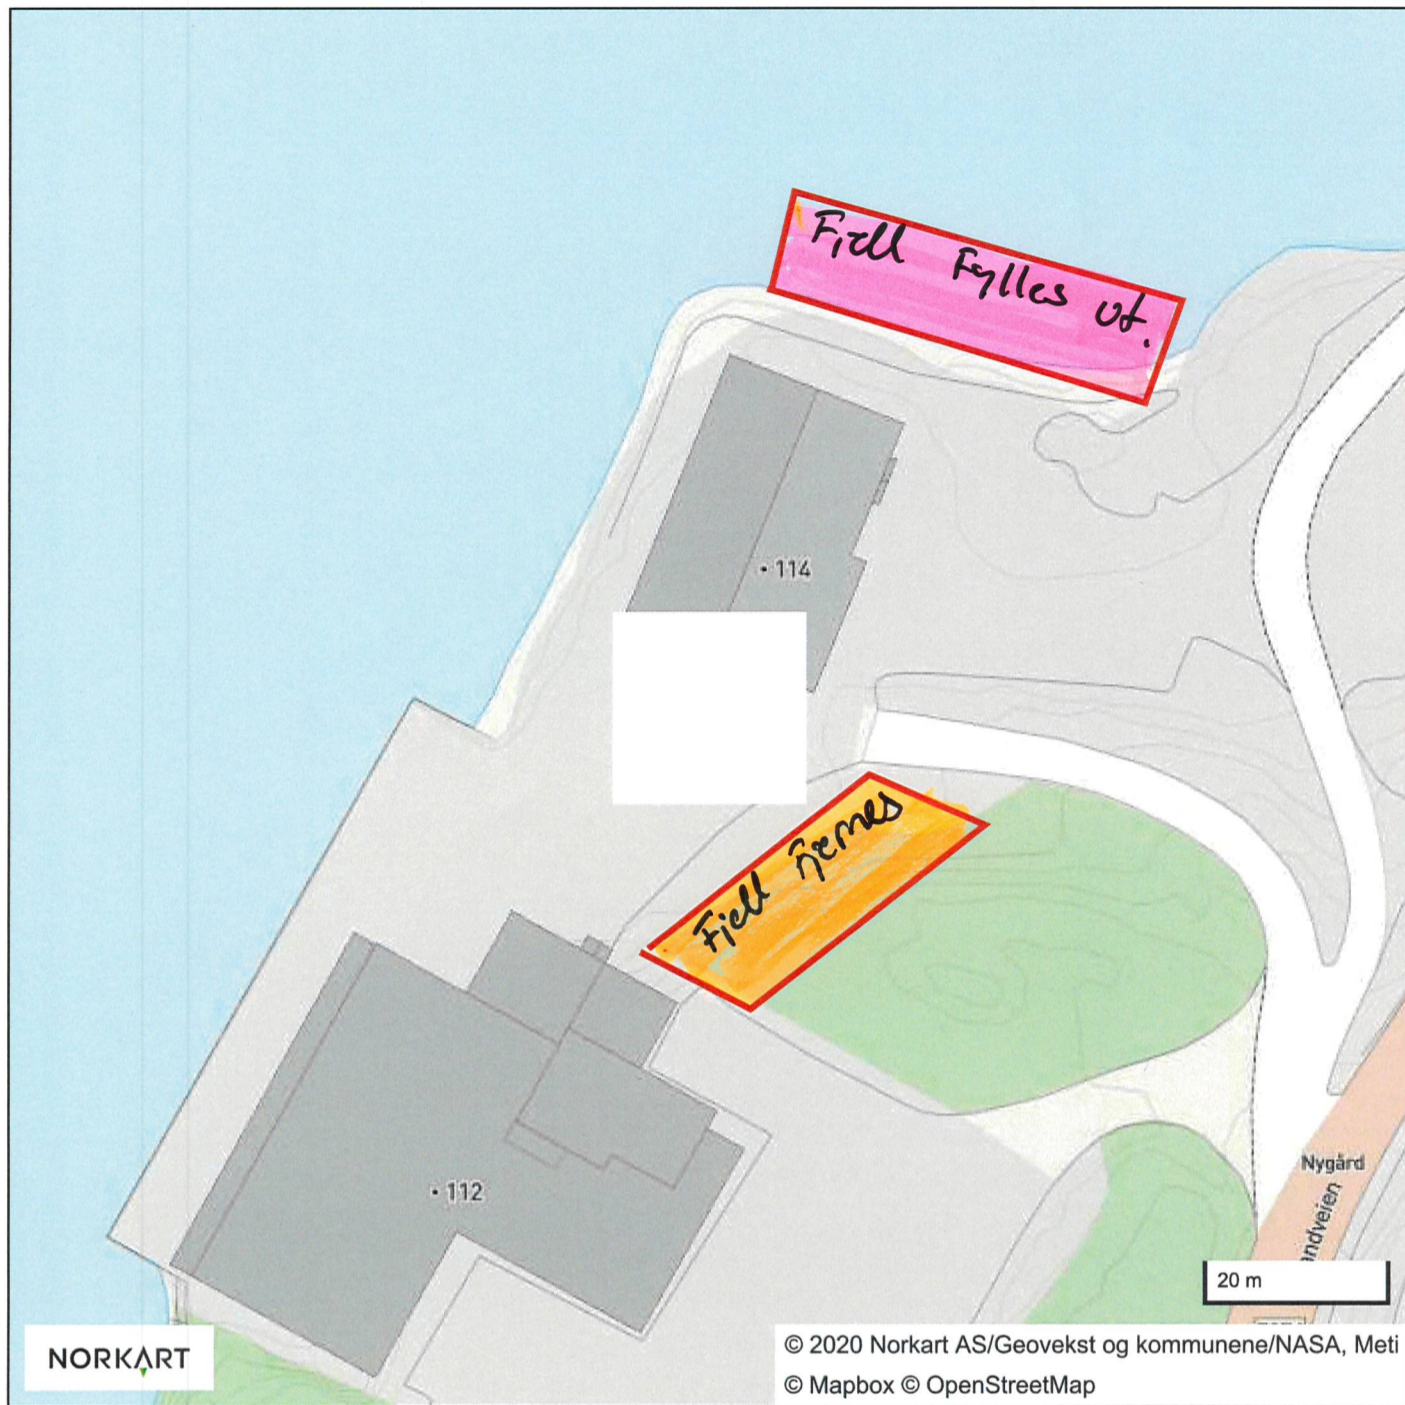 Fjell Fylles ut.
114
Fjell Fjernes
112
Nygård
andveien
20 m
NORKART
© 2020 Norkart AS/Geovekst og kommunene/NASA, Meti
© Mapbox © OpenStreetMap